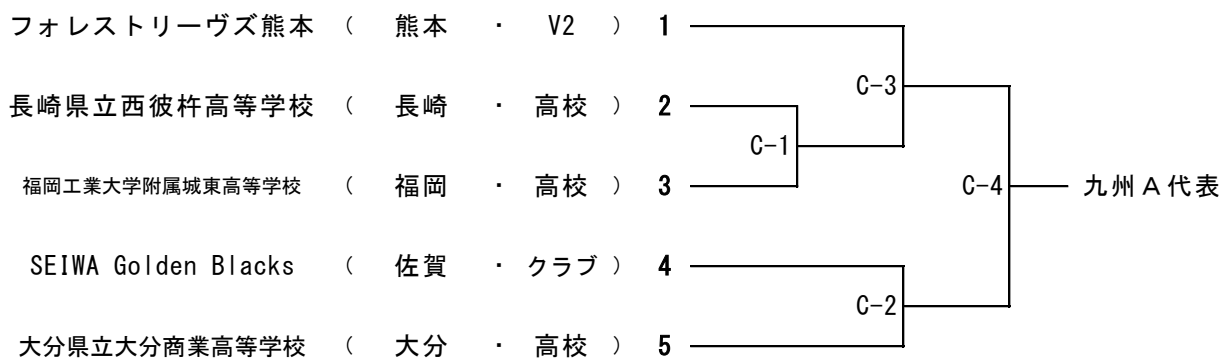 フォレストリーヴズ熊本 （ 熊本 ・ V2 ） 1
C-3
長崎県立西彼杵高等学校 （ 長崎 ・ 高校 ） 2
C-1
福岡工業大学附属城東高等学校 （ 福岡 ・ 高校 ） 3
C-4 九州Ａ代表
SEIWA Golden Blacks （ 佐賀 ・ クラブ ） 4
C-2
大分県立大分商業高等学校 （ 大分 ・ 高校 ） 5